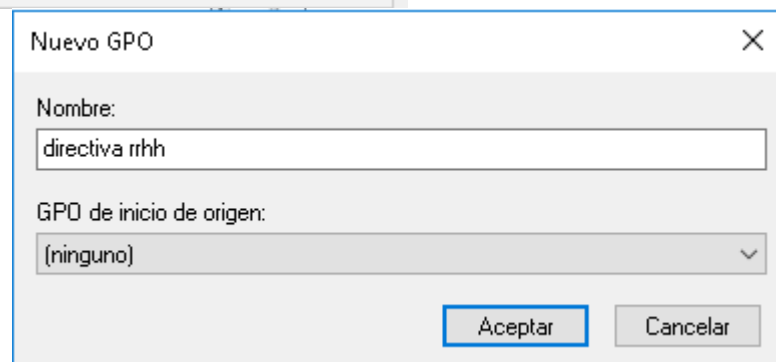 Nuevo GPO
Nombre:
directiva rrhh
GPO de inicio de origen:
(ninguno)
Aceptar Cancelar